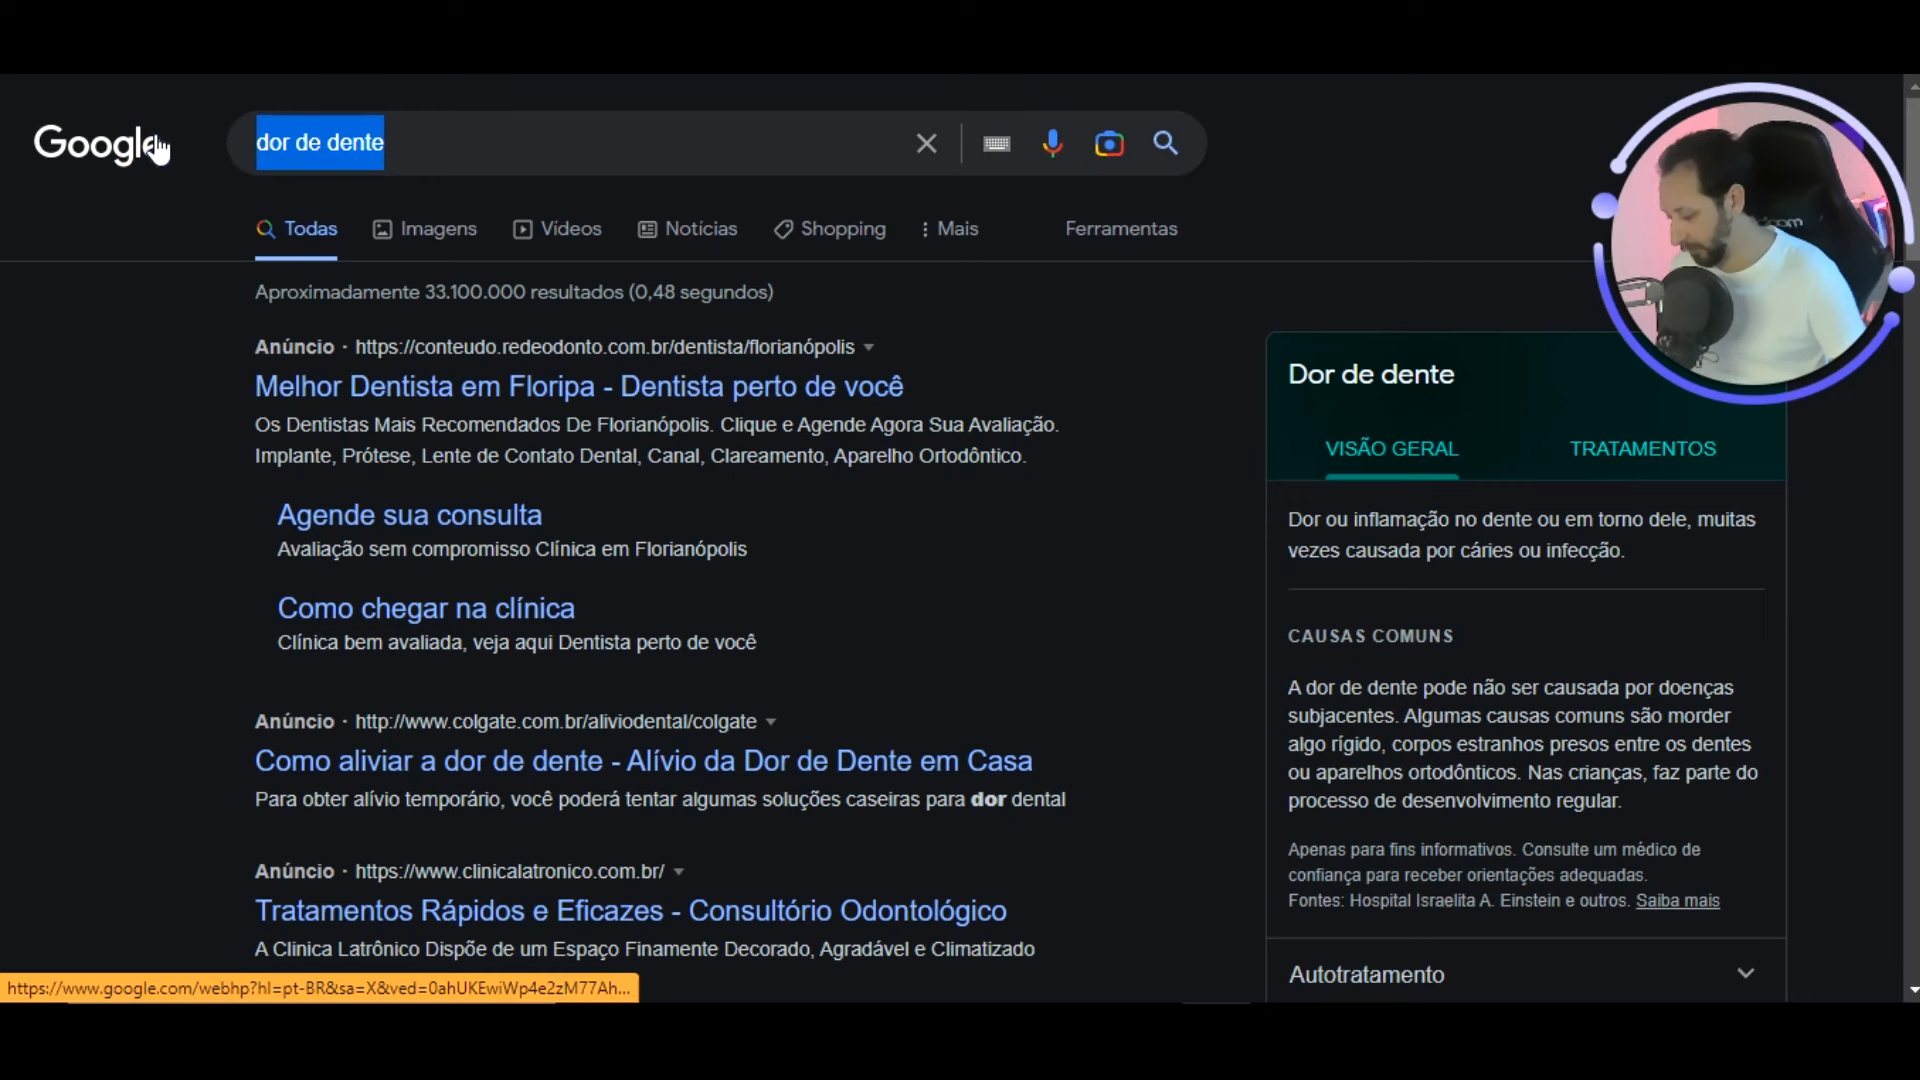 Google
dor de dente
Todas
Imagens
Vídeos
Notícias
Shopping
Mais
Ferramentas
Aproximadamente 33.100.000 resultados (0,48 segundos)
Anúncio · https://conteudo.redeodonto.com.br/dentista/florianópolis
Melhor Dentista em Floripa - Dentista perto de você
Os Dentistas Mais Recomendados De Florianópolis. Clique e Agende Agora Sua Avaliação.
Implante, Prótese, Lente de Contato Dental, Canal, Clareamento, Aparelho Ortodôntico.
Agende sua consulta
Avaliação sem compromisso Clínica em Florianópolis
Como chegar na clínica
Clínica bem avaliada, veja aqui Dentista perto de você
Anúncio · http://www.colgate.com.br/aliviodental/colgate
Como aliviar a dor de dente - Alívio da Dor de Dente em Casa
Para obter alívio temporário, você poderá tentar algumas soluções caseiras para dor dental
Anúncio · https://www.clinicalatronico.com.br/
Tratamentos Rápidos e Eficazes - Consultório Odontológico
A Clinica Latrônico Dispõe de um Espaço Finamente Decorado, Agradável e Climatizado
https://www.google.com/webhp?hl=pt-BR&sa=X&ved=0ahUKEwiWp4e2zM77Ah...
Dor de dente
VISÃO GERAL
TRATAMENTOS
Dor ou inflamação no dente ou em torno dele, muitas
vezes causada por cáries ou infecção.
CAUSAS COMUNS
A dor de dente pode não ser causada por doenças
subjacentes. Algumas causas comuns são morder
algo rígido, corpos estranhos presos entre os dentes
ou aparelhos ortodônticos. Nas crianças, faz parte do
processo de desenvolvimento regular.
Apenas para fins informativos. Consulte um médico de
confiança para receber orientações adequadas.
Fontes: Hospital Israelita A. Einstein e outros. Saiba mais
Autotratamento